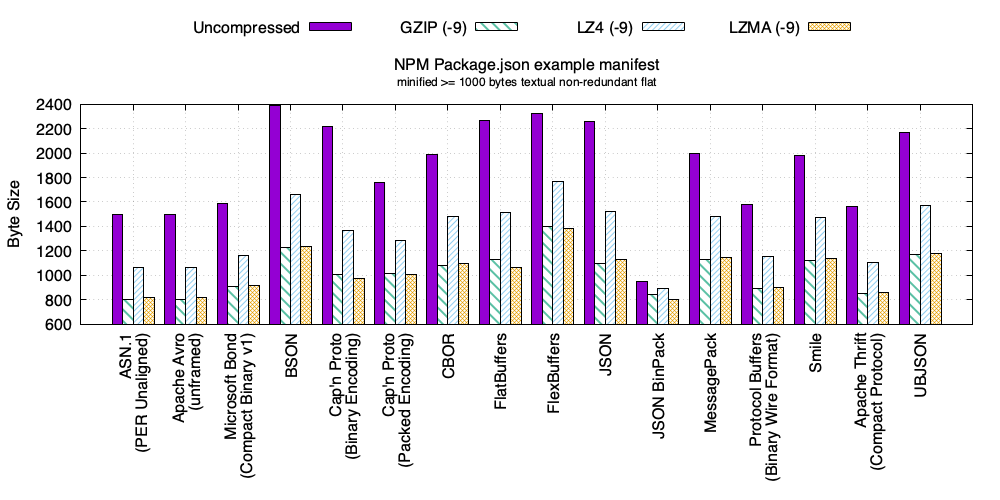 Uncompressed GZIP (-9) LZ4 (-9) LZMA (-9)
NPM Package.json example manifest
minified >= 1000 bytes textual non-redundant flat
Byte Size
2400
2200
2000
1800
1600
1400
1200
1000
800
600
ASN.1
(PER Unaligned)
Apache Avro
(unframed)
Microsoft Bond
(Compact Binary v1)
BSON
Cap'n Proto
(Binary Encoding)
Cap'n Proto
(Packed Encoding)
CBOR
FlatBuffers
FlexBuffers
JSON
JSON BinPack
MessagePack
Protocol Buffers
(Binary Wire Format)
Smile
Apache Thrift
(Compact Protocol)
UBJSON